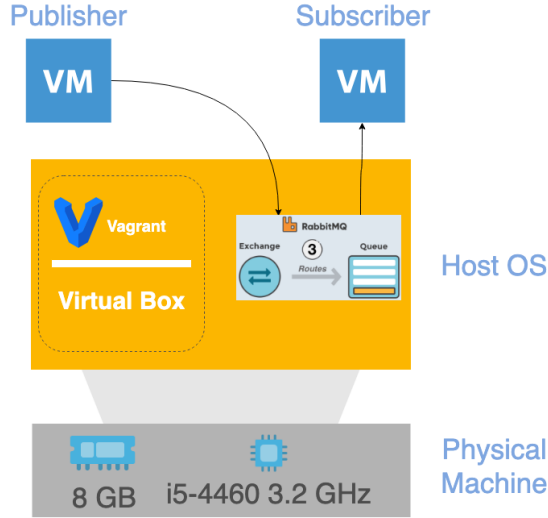 Publisher
Subscriber
VM
VM
Vagrant
Virtual Box
RabbitMQ
Exchange
3
Queue
Routes
Host OS
8 GB
i5-4460 3.2 GHz
Physical
Machine